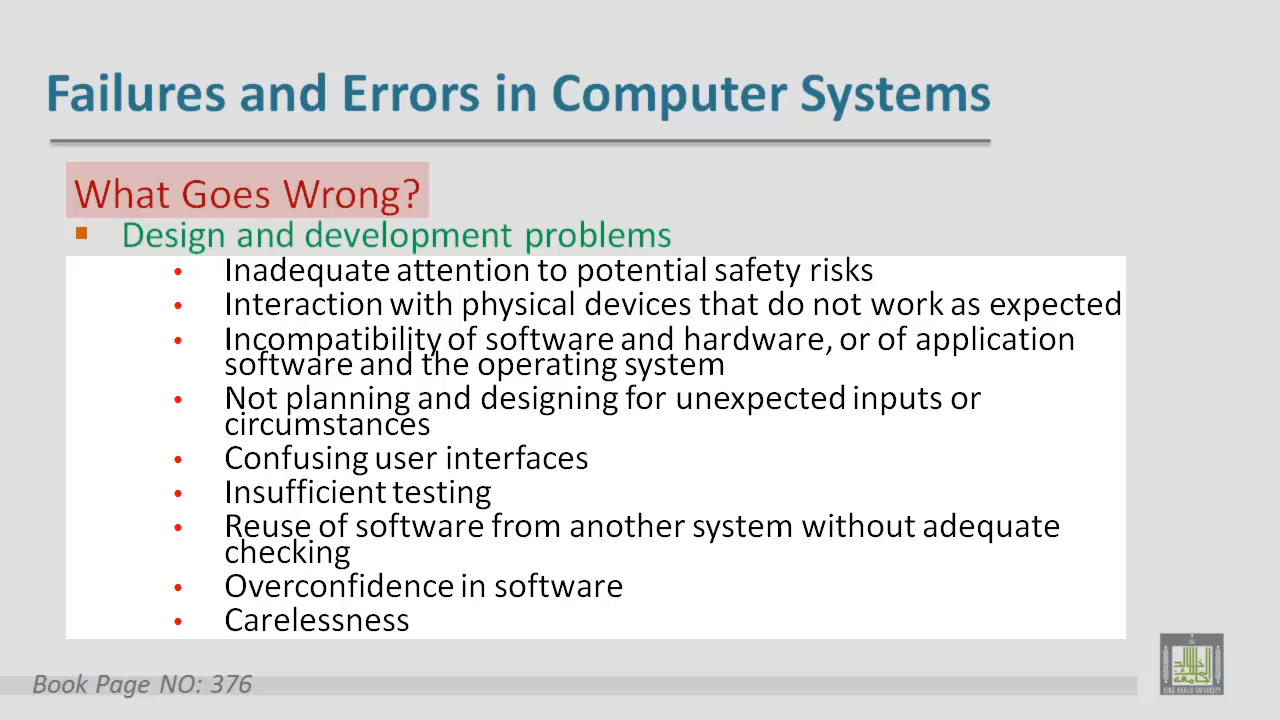 Failures and Errors in Computer Systems
What Goes Wrong?
▪ Design and development problems
• Inadequate attention to potential safety risks
• Interaction with physical devices that do not work as expected
• Incompatibility of software and hardware, or of application
software and the operating system
• Not planning and designing for unexpected inputs or
circumstances
• Confusing user interfaces
• Insufficient testing
• Reuse of software from another system without adequate
checking
• Overconfidence in software
• Carelessness
Book Page NO: 376
KING KHALID UNIVERSITY